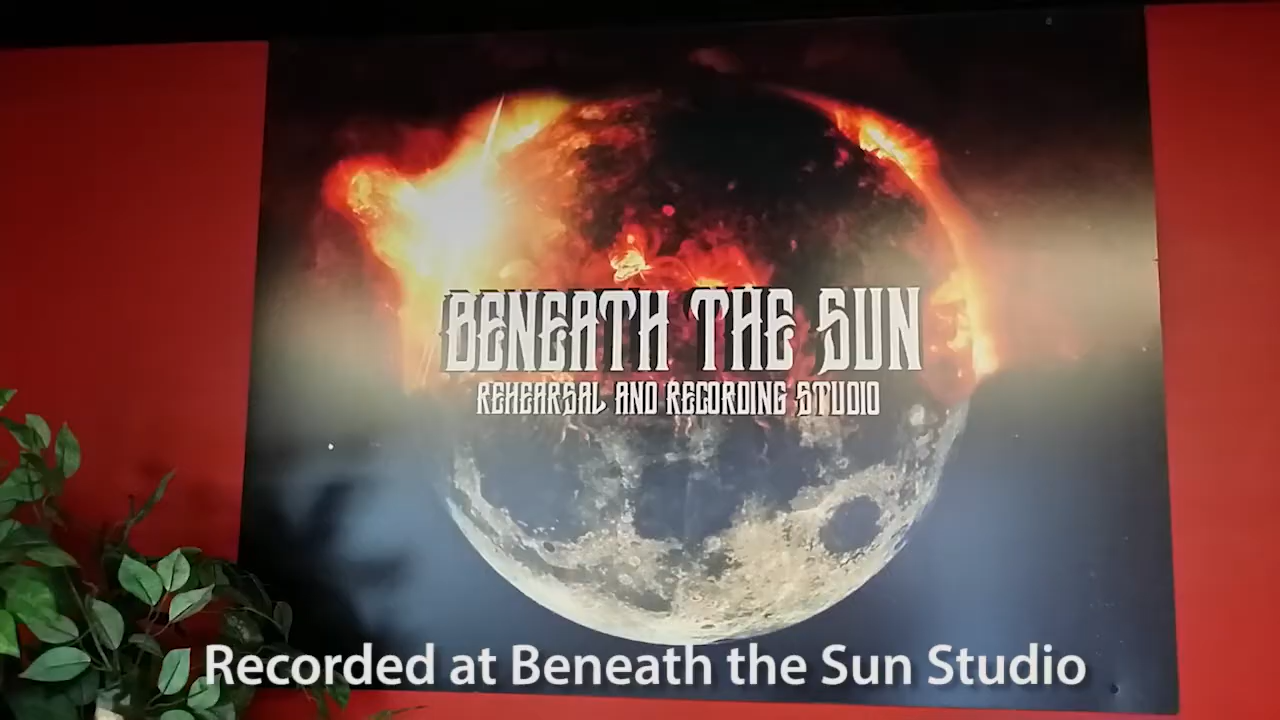 BENEATH THE SUN
REHEARSAL AND RECORDING STUDIO
Recorded at Beneath the Sun Studio